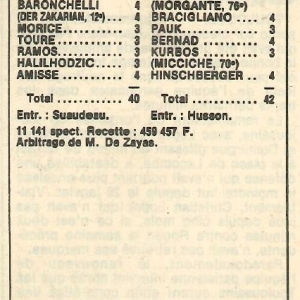 BARONCHELLI 4
(DER ZAKARIAN, 12e) 4
MORICE 3
TOURE 3
RAMOS 3
HALILHODZIC 3
AMISSE 4
Total 40
Entr. : Suaudeau.
(MORGANTE, 76e)
BRACIGLIANO 4
PAUK 4
BERNAD 4
KURBOS 3
(MICCICHE, 70e)
HINSCHBERGER 4
Total 42
Entr. : Husson.
11 141 spect. Recette : 459 457 F.
Arbitrage de M. De Zayas.